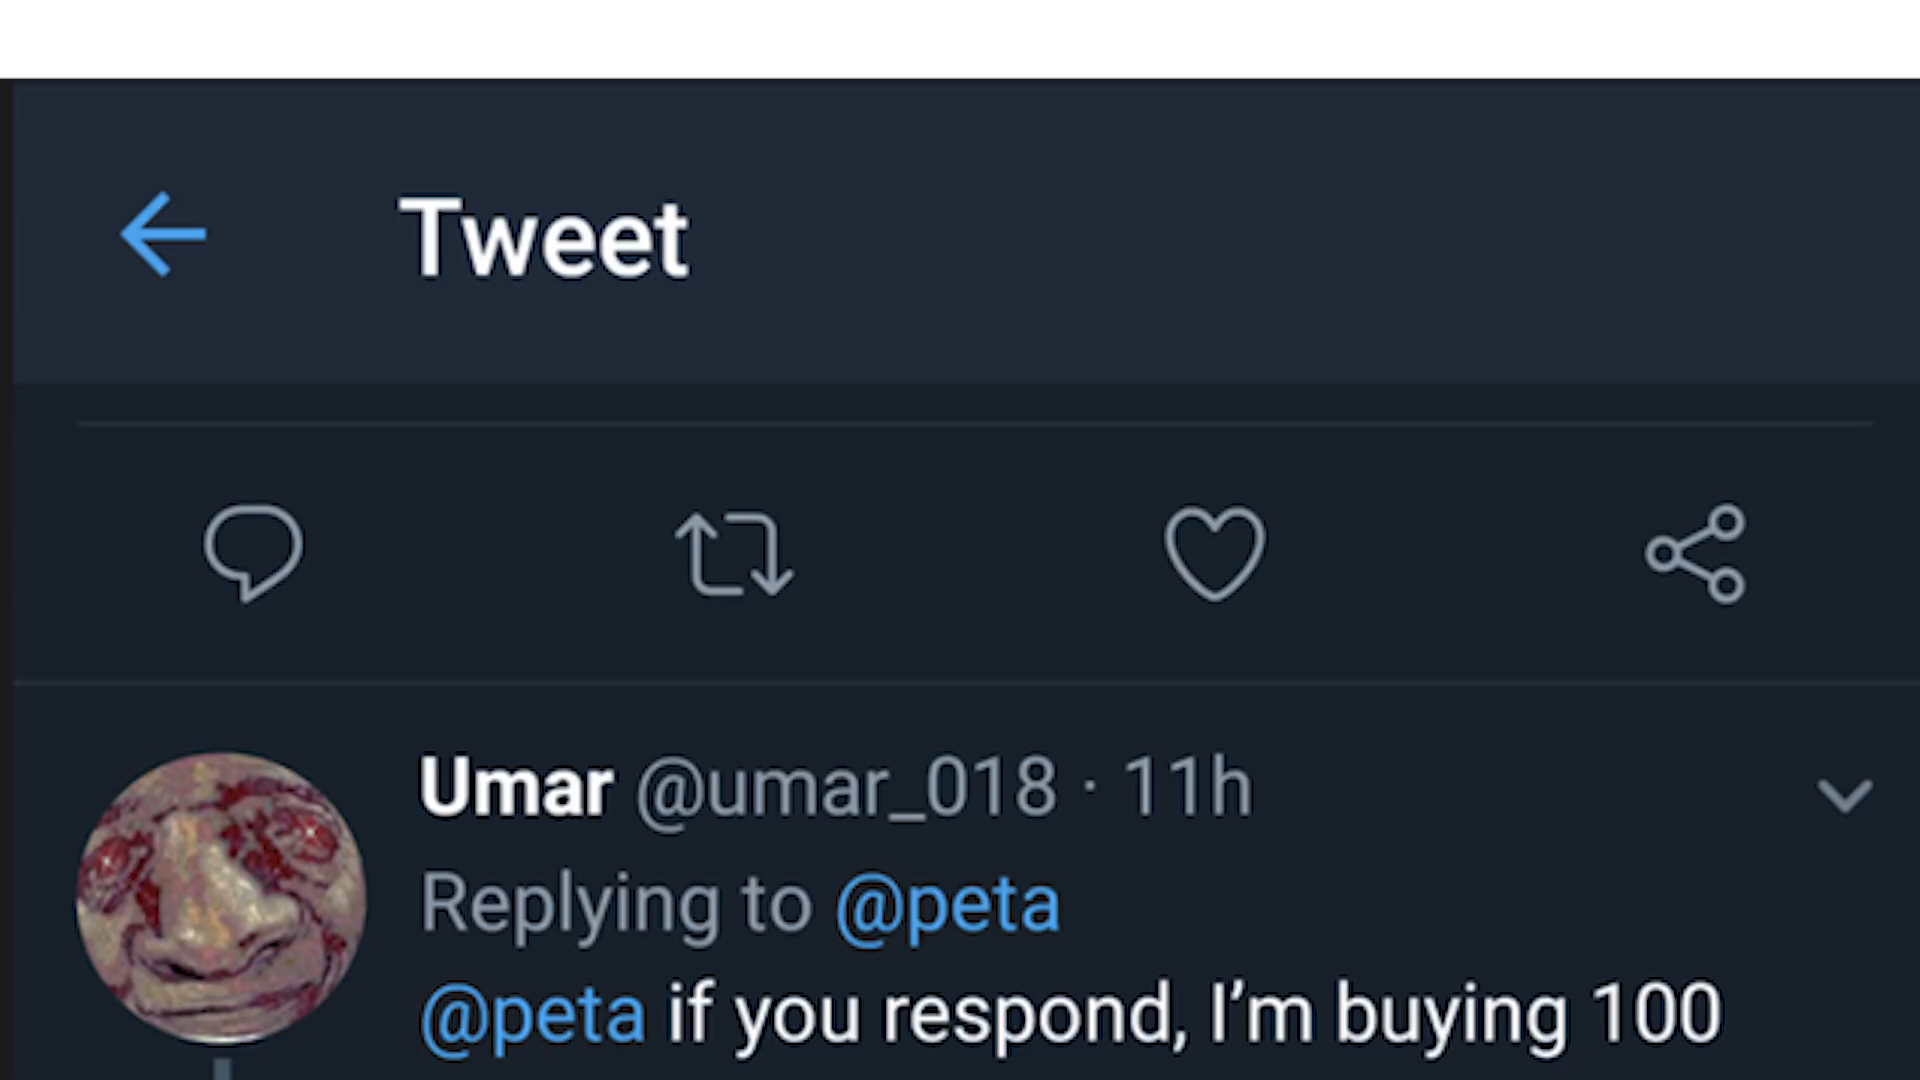 Tweet
Umar @umar_018 · 11h
Replying to @peta
@peta if you respond, I’m buying 100